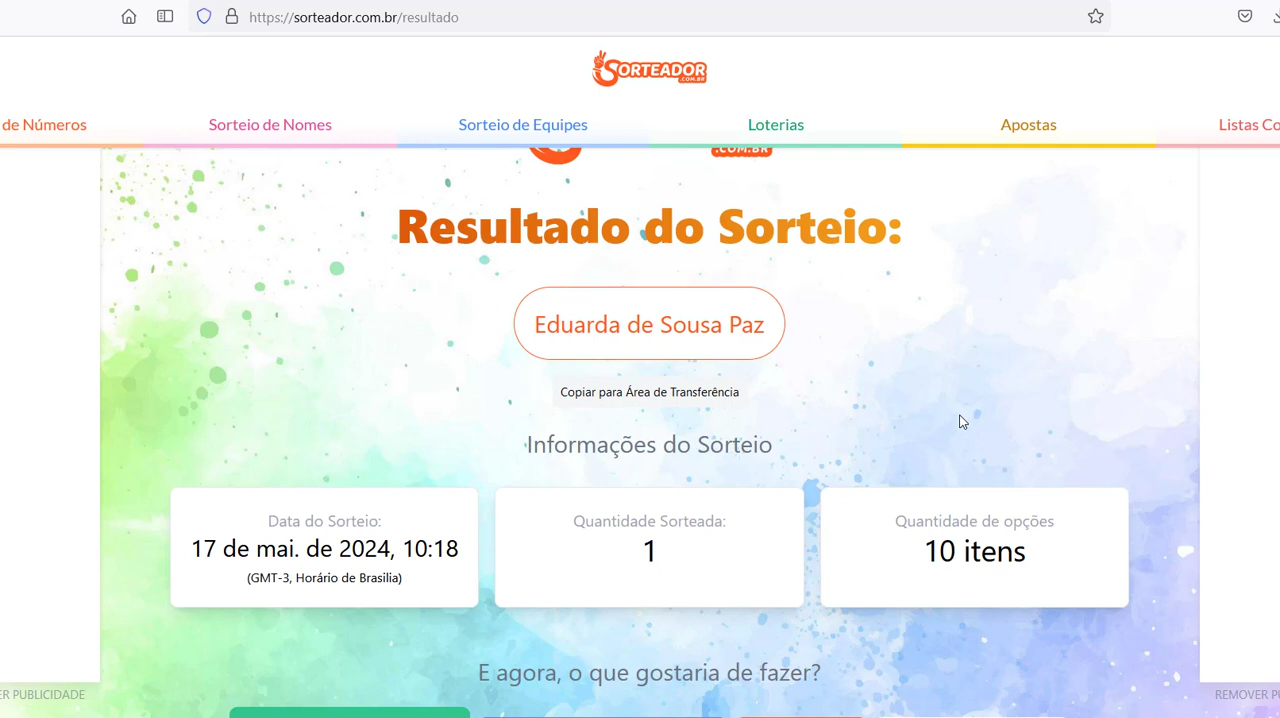 https://sorteador.com.br/resultado
SORTEADOR
.COM.BR
de Números
Sorteio de Nomes
Sorteio de Equipes
Loterias
Apostas
Listas Co
.COM.BR
Resultado do Sorteio:
Eduarda de Sousa Paz
Copiar para Área de Transferência
Informações do Sorteio
Data do Sorteio:
17 de mai. de 2024, 10:18
(GMT-3, Horário de Brasilia)
Quantidade Sorteada:
1
Quantidade de opções
10 itens
E agora, o que gostaria de fazer?
ER PUBLICIDADE
REMOVER PU